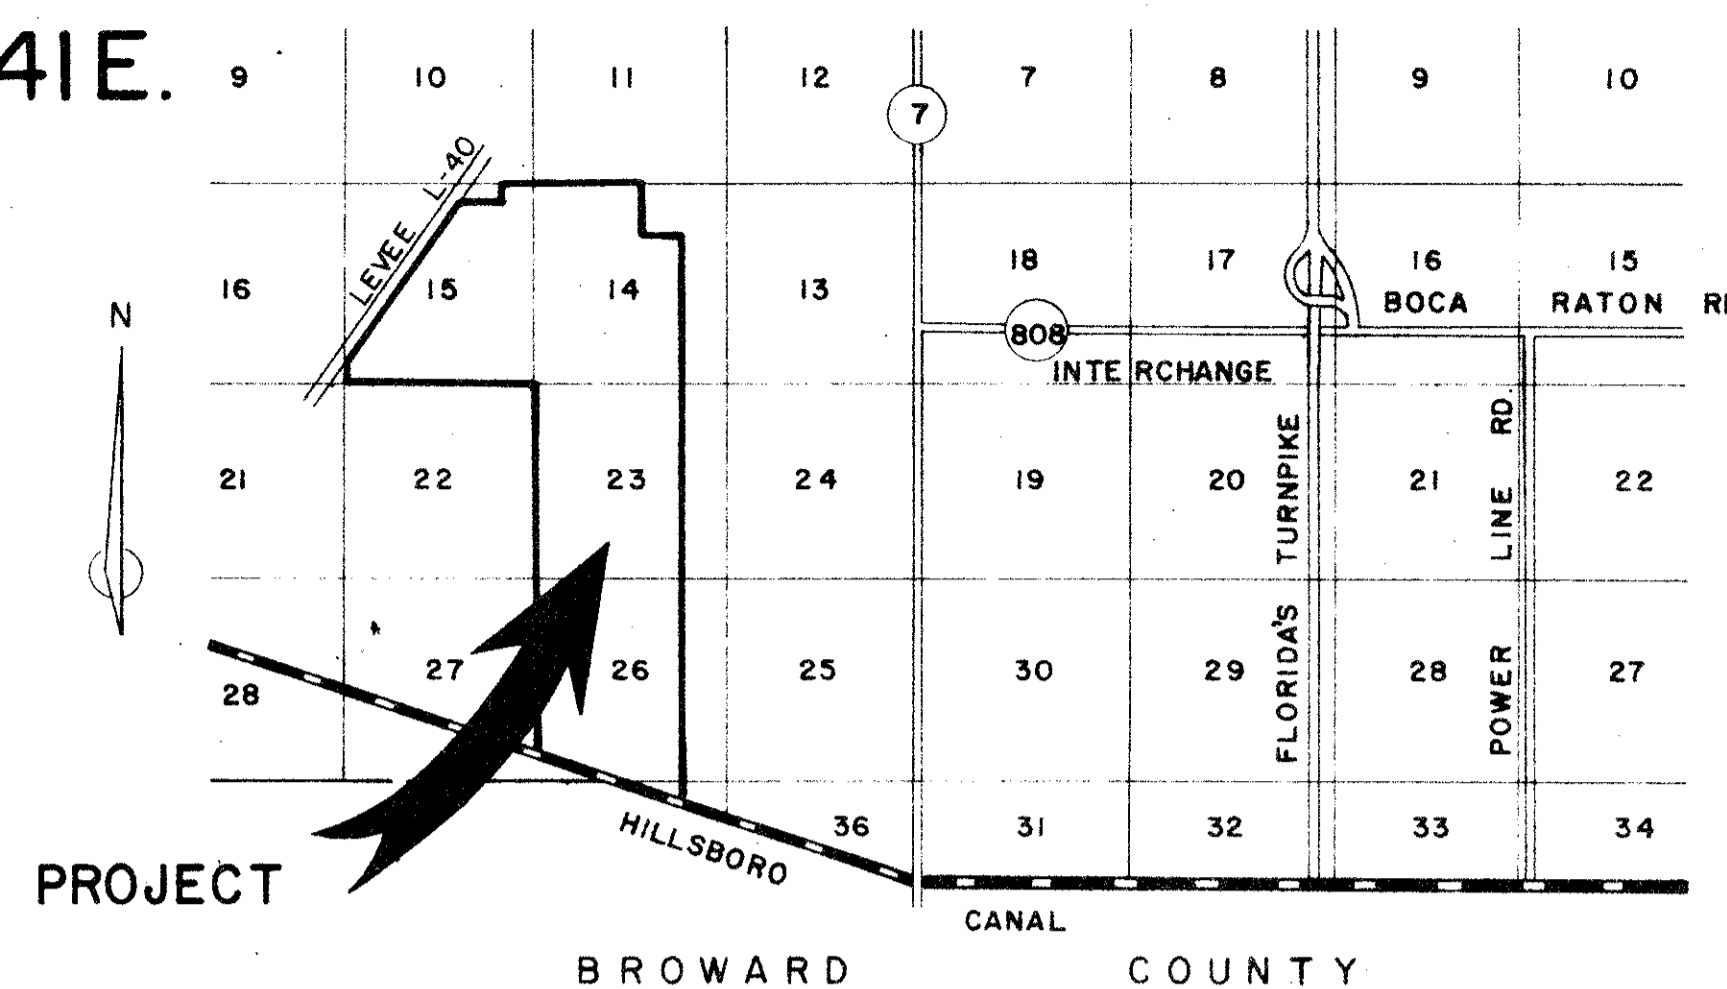 41E.
9 10 11 12 7 8 9 10
7
LEVEE L-40
16 15 14 13 18 17 16 15
BOCA RATON
808
INTERCHANGE
N
21 22 23 24 19 20 21 22
FLORIDA'S TURNPIKE
POWER LINE RD.
28 27 26 25 30 29 28 27
36 31 32 33 34
HILLSBORO
CANAL
PROJECT
BROWARD COUNTY